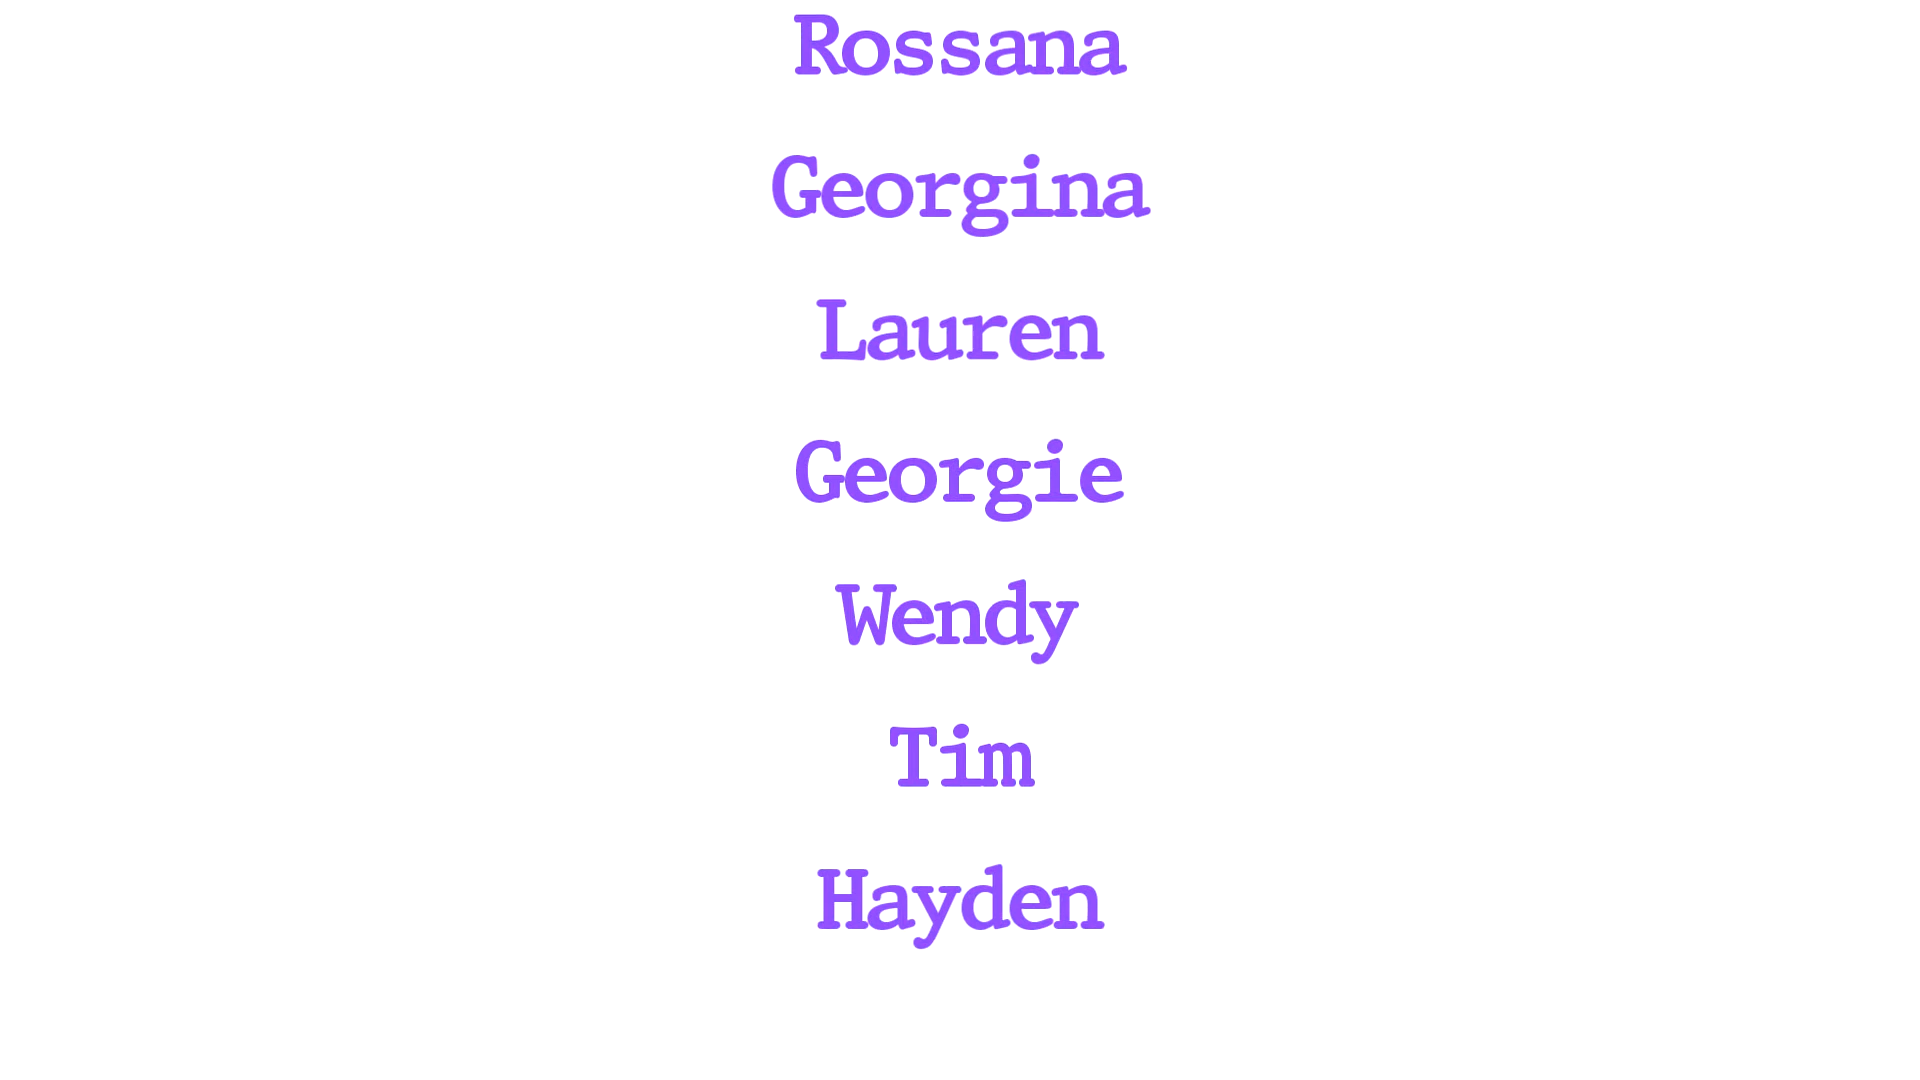 Rossana
Georgina
Lauren
Georgie
Wendy
Tim
Hayden